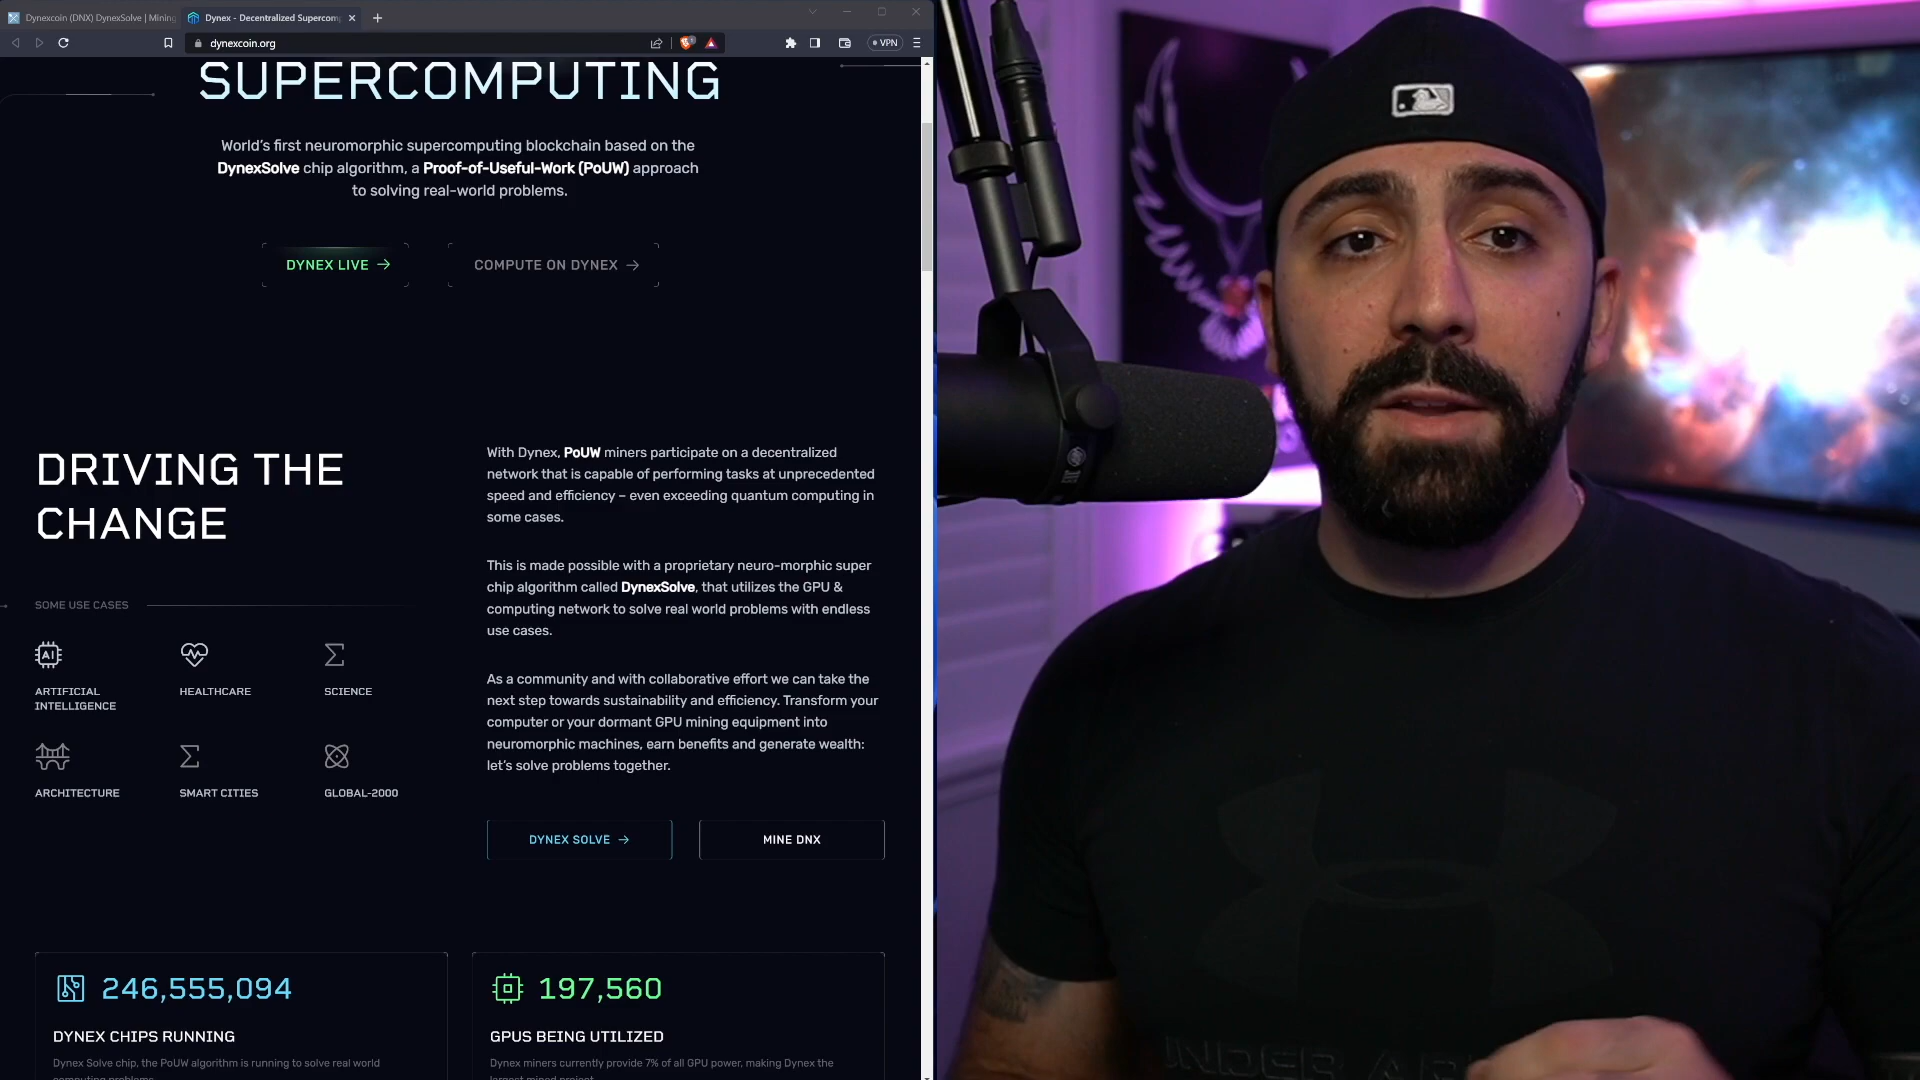 Dynexcoin (DNX) DynexSolve | Mining
Dynex - Decentralized Supercom
dynexcoin.org
VPN
SUPERCOMPUTING
World's first neuromorphic supercomputing blockchain based on the
DynexSolve chip algorithm, a Proof-of-Useful-Work (PoUW) approach
to solving real-world problems.
DYNEX LIVE →
COMPUTE ON DYNEX →
DRIVING THE
CHANGE
SOME USE CASES
AI
ARTIFICIAL
INTELLIGENCE
HEALTHCARE
SCIENCE
ARCHITECTURE
SMART CITIES
GLOBAL-2000
With Dynex, PoUW miners participate on a decentralized
network that is capable of performing tasks at unprecedented
speed and efficiency – even exceeding quantum computing in
some cases.
This is made possible with a proprietary neuro-morphic super
chip algorithm called DynexSolve, that utilizes the GPU &
computing network to solve real world problems with endless
use cases.
As a community and with collaborative effort we can take the
next step towards sustainability and efficiency. Transform your
computer or your dormant GPU mining equipment into
neuromorphic machines, earn benefits and generate wealth:
let's solve problems together.
DYNEX SOLVE →
MINE DNX
246,555,094
DYNEX CHIPS RUNNING
Dynex Solve chip, the PoUW algorithm is running to solve real world
197,560
GPUS BEING UTILIZED
Dynex miners currently provide 7% of all GPU power, making Dynex the